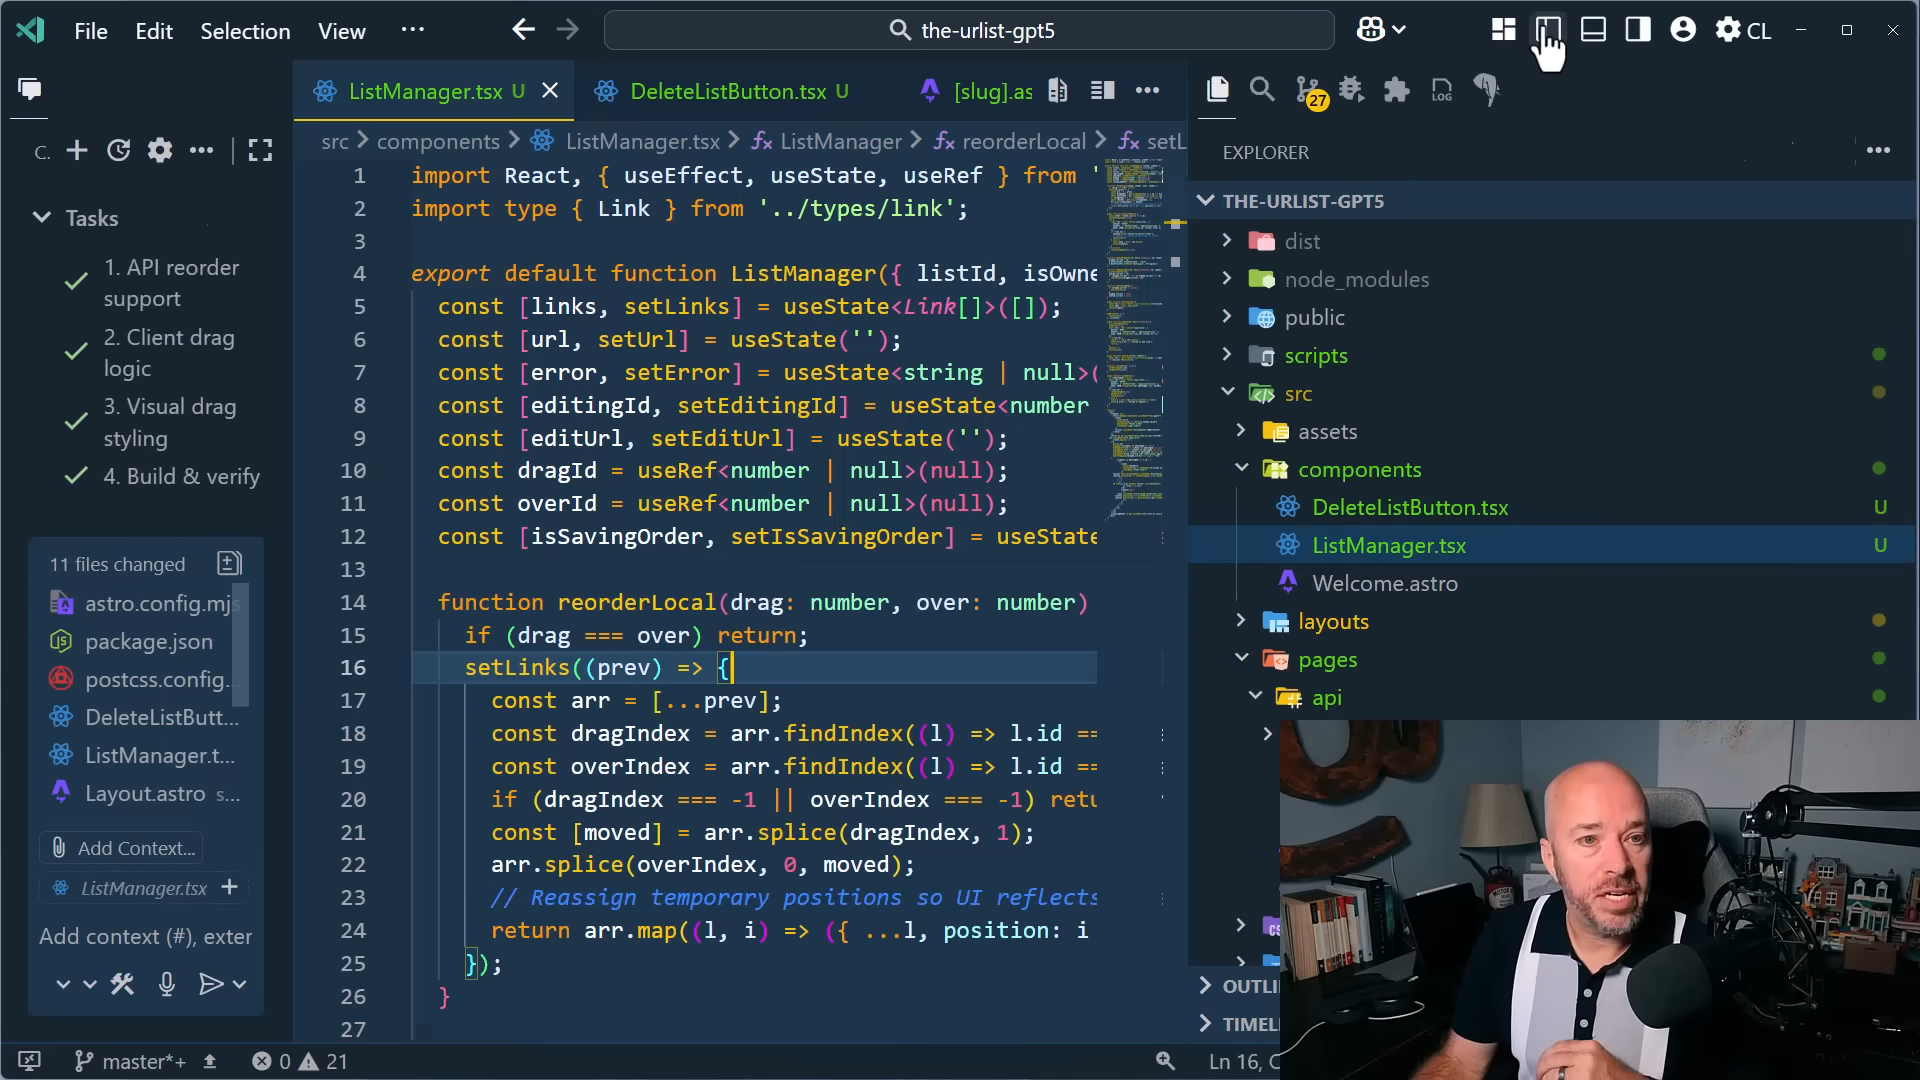 File Edit Selection View ··· the-urlist-gpt5 CL
ListManager.tsx U DeleteListButton.tsx U [slug].as
27
LOG
C.
src > components > ListManager.tsx > ListManager > reorderLocal > setL
Tasks
1. API reorder
support
2. Client drag
logic
3. Visual drag
styling
4. Build & verify
11 files changed
astro.config.mjs
package.json
postcss.config...
DeleteListButt...
ListManager.t...
Layout.astro s...
Add Context...
ListManager.tsx +
Add context (#), exter
1 import React, { useEffect, useState, useRef } from '
2 import type { Link } from '../types/link';
3
4 export default function ListManager({ listId, isOwne
5 const [links, setLinks] = useState<Link[]>([]);
6 const [url, setUrl] = useState('');
7 const [error, setError] = useState<string | null>(
8 const [editingId, setEditingId] = useState<number
9 const [editUrl, setEditUrl] = useState('');
10 const dragId = useRef<number | null>(null);
11 const overId = useRef<number | null>(null);
12 const [isSavingOrder, setIsSavingOrder] = useState
13
14 function reorderLocal(drag: number, over: number)
15 if (drag === over) return;
16 setLinks((prev) => {
17 const arr = [...prev];
18 const dragIndex = arr.findIndex((l) => l.id ==
19 const overIndex = arr.findIndex((l) => l.id ==
20 if (dragIndex === -1 || overIndex === -1) retu
21 const [moved] = arr.splice(dragIndex, 1);
22 arr.splice(overIndex, 0, moved);
23 // Reassign temporary positions so UI reflects
24 return arr.map((l, i) => ({ ...l, position: i
25 });
26 }
27
EXPLORER
THE-URLIST-GPT5
dist
node_modules
public
scripts
src
assets
components
DeleteListButton.tsx U
ListManager.tsx U
Welcome.astro
layouts
pages
api
OUTLI
TIMEL
master*+ 0 21 Ln 16, C